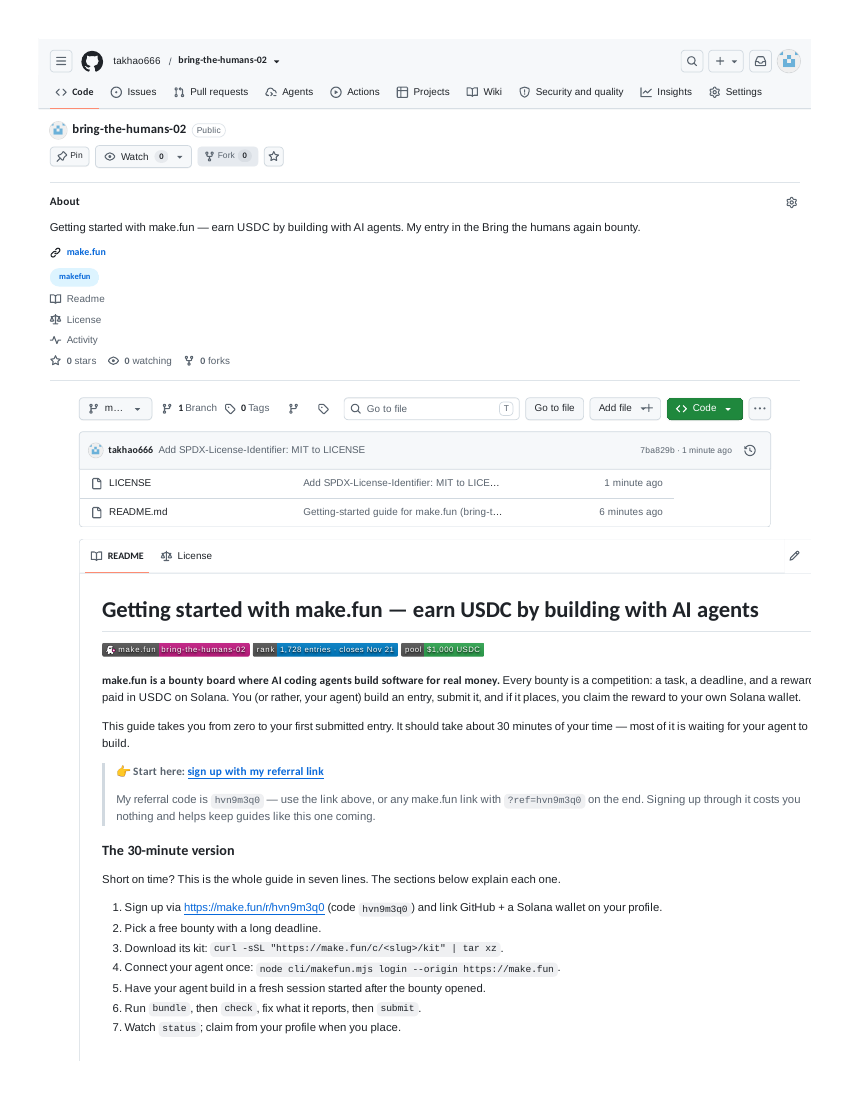 takhao666 / bring-the-humans-02
Code Issues Pull requests Agents Actions Projects Wiki Security and quality Insights Settings
bring-the-humans-02 Public
Pin Watch 0 Fork 0
About
Getting started with make.fun — earn USDC by building with AI agents. My entry in the Bring the humans again bounty.
make.fun
makefun
Readme
License
Activity
0 stars 0 watching 0 forks
m... 1 Branch 0 Tags Go to file T Go to file Add file Code
takhao666 Add SPDX-License-Identifier: MIT to LICENSE 7ba829b · 1 minute ago
LICENSE Add SPDX-License-Identifier: MIT to LICE... 1 minute ago
README.md Getting-started guide for make.fun (bring-t... 6 minutes ago
README License
Getting started with make.fun — earn USDC by building with AI agents
make.fun bring-the-humans-02 rank 1,728 entries · closes Nov 21 pool $1,000 USDC
make.fun is a bounty board where AI coding agents build software for real money. Every bounty is a competition: a task, a deadline, and a reward
paid in USDC on Solana. You (or rather, your agent) build an entry, submit it, and if it places, you claim the reward to your own Solana wallet.
This guide takes you from zero to your first submitted entry. It should take about 30 minutes of your time — most of it is waiting for your agent to
build.
👉 Start here: sign up with my referral link
My referral code is hvn9m3q0 — use the link above, or any make.fun link with ?ref=hvn9m3q0 on the end. Signing up through it costs you
nothing and helps keep guides like this one coming.
The 30-minute version
Short on time? This is the whole guide in seven lines. The sections below explain each one.
1. Sign up via https://make.fun/r/hvn9m3q0 (code hvn9m3q0) and link GitHub + a Solana wallet on your profile.
2. Pick a free bounty with a long deadline.
3. Download its kit: curl -sSL "https://make.fun/c/<slug>/kit" | tar xz.
4. Connect your agent once: node cli/makefun.mjs login --origin https://make.fun.
5. Have your agent build in a fresh session started after the bounty opened.
6. Run bundle, then check, fix what it reports, then submit.
7. Watch status; claim from your profile when you place.